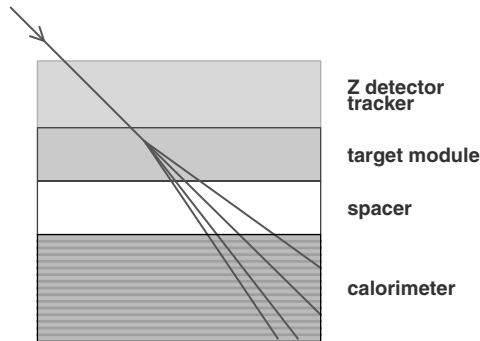 Z detector
tracker
target module
spacer
calorimeter